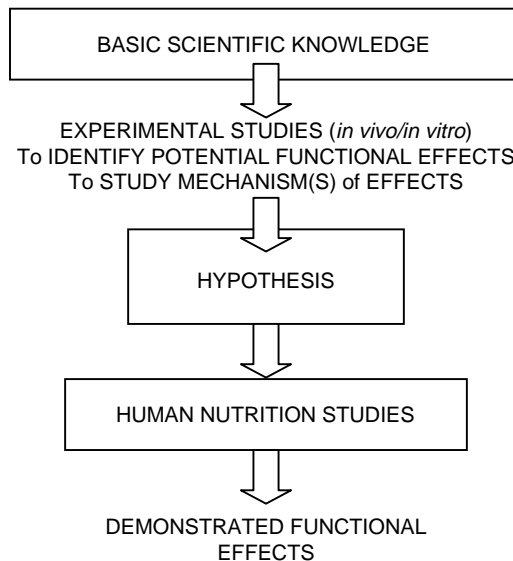 BASIC SCIENTIFIC KNOWLEDGE
EXPERIMENTAL STUDIES (in vivo/in vitro)
To IDENTIFY POTENTIAL FUNCTIONAL EFFECTS
To STUDY MECHANISM(S) of EFFECTS
HYPOTHESIS
HUMAN NUTRITION STUDIES
DEMONSTRATED FUNCTIONAL
EFFECTS